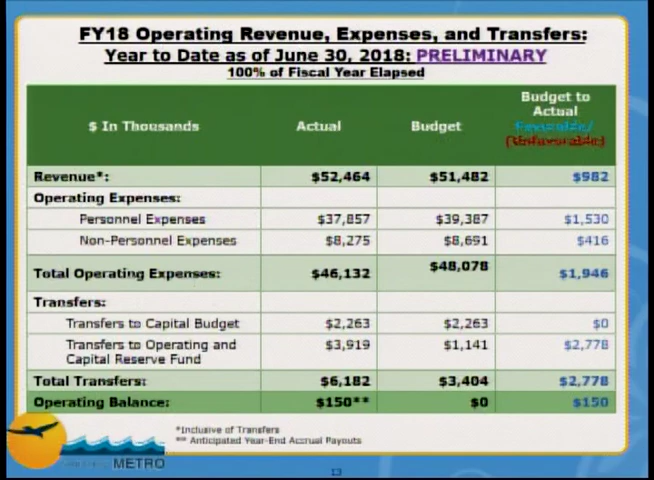 FY18 Operating Revenue, Expenses, and Transfers:
Year to Date as of June 30, 2018: PRELIMINARY
100% of Fiscal Year Elapsed
$ In Thousands Actual Budget Budget to Actual Favorable/ (Unfavorable)
Revenue*: $52,464 $51,482 $982
Operating Expenses:
Personnel Expenses $37,857 $39,387 $1,530
Non-Personnel Expenses $8,275 $8,691 $416
Total Operating Expenses: $46,132 $48,078 $1,946
Transfers:
Transfers to Capital Budget $2,263 $2,263 $0
Transfers to Operating and Capital Reserve Fund $3,919 $1,141 $2,778
Total Transfers: $6,182 $3,404 $2,778
Operating Balance: $150** $0 $150
*Inclusive of Transfers
** Anticipated Year-End Accrual Payouts
METRO
13